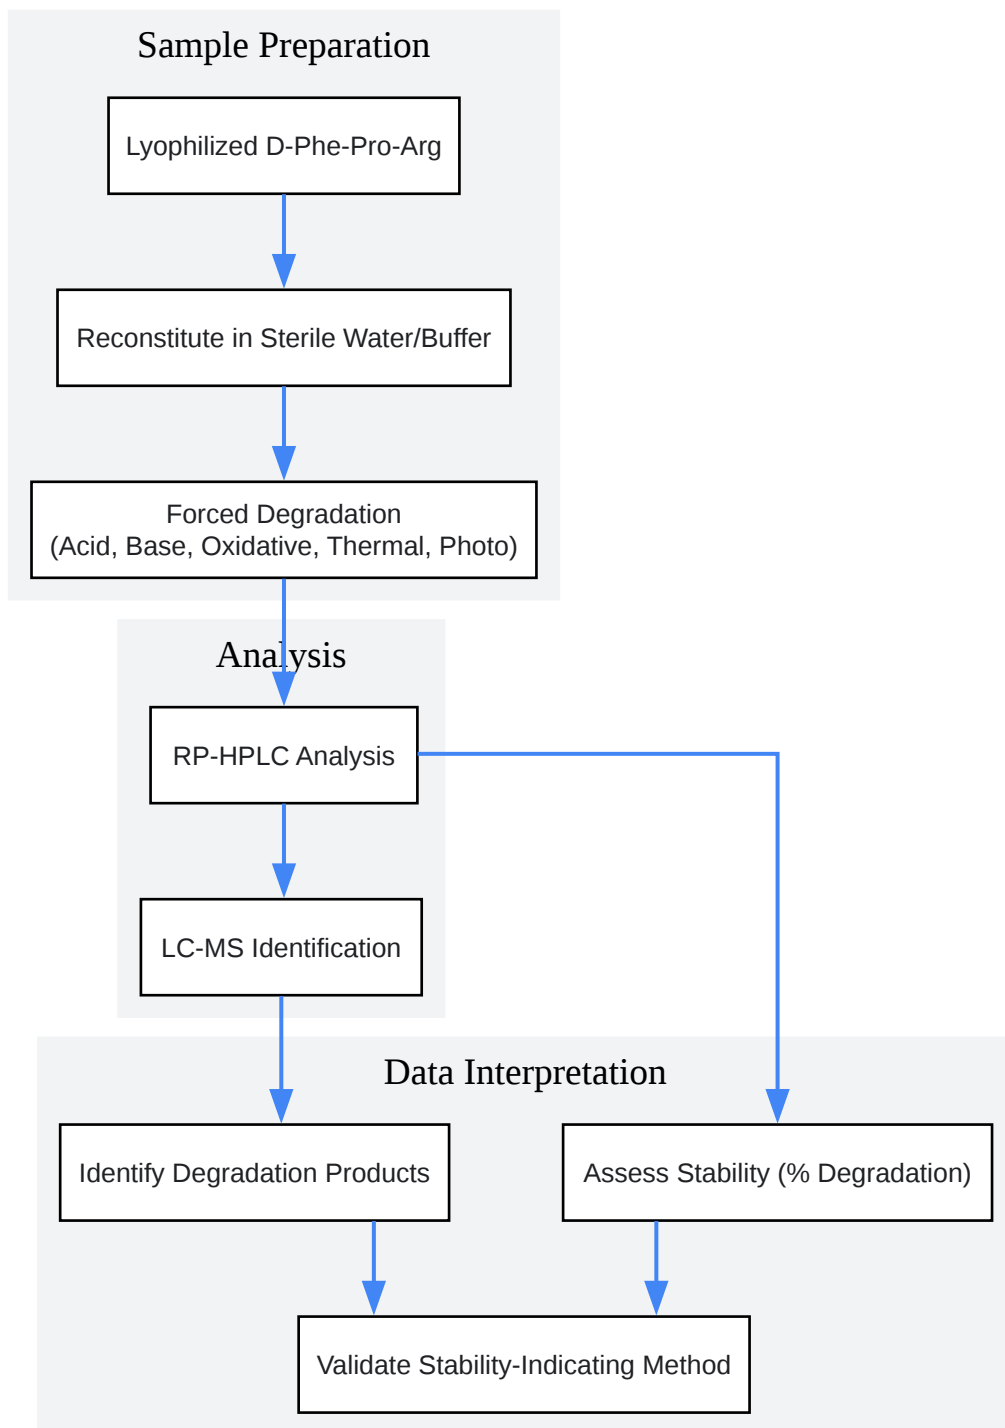 Sample Preparation
Lyophilized D-Phe-Pro-Arg
Reconstitute in Sterile Water/Buffer
Forced Degradation
(Acid, Base, Oxidative, Thermal, Photo)
Analysis
RP-HPLC Analysis
LC-MS Identification
Data Interpretation
Identify Degradation Products
Assess Stability (% Degradation)
Validate Stability-Indicating Method